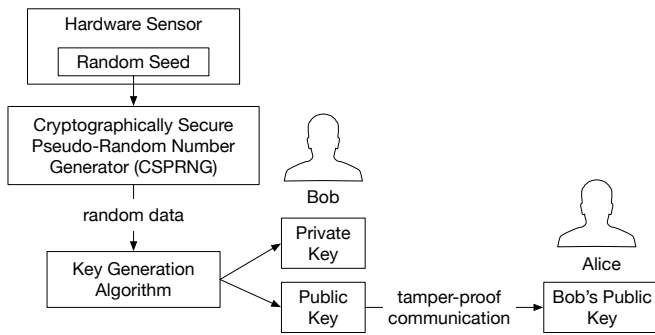 Hardware Sensor
Random Seed
Cryptographically Secure
Pseudo-Random Number
Generator (CSPRNG)
random data
Key Generation
Algorithm
Bob
Private
Key
Public
Key
tamper-proof
communication
Alice
Bob's Public
Key